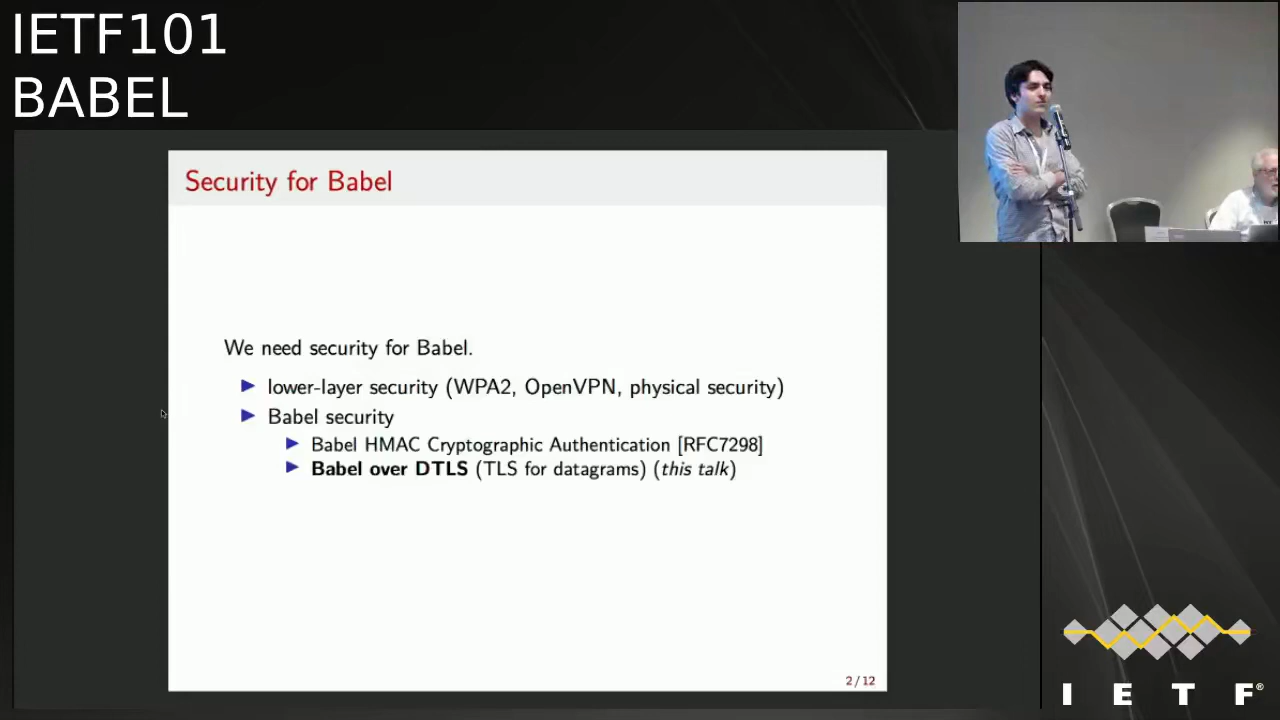 IETF101
BABEL
Security for Babel
We need security for Babel.
lower-layer security (WPA2, OpenVPN, physical security)
Babel security
Babel HMAC Cryptographic Authentication [RFC7298]
Babel over DTLS (TLS for datagrams) (this talk)
2 / 12
I E T F®